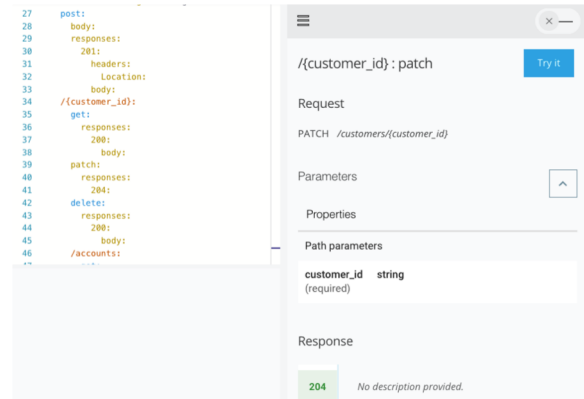 27 post:
28 body:
29 responses:
30 201:
31 headers:
32 Location:
33 body:
34 /{customer_id}:
35 get:
36 responses:
37 200:
38 body:
39 patch:
40 responses:
41 204:
42 delete:
43 responses:
44 200:
45 body:
46 /accounts:
/{customer_id} : patch
Try it
Request
PATCH /customers/{customer_id}
Parameters
Properties
Path parameters
customer_id string
(required)
Response
204 No description provided.